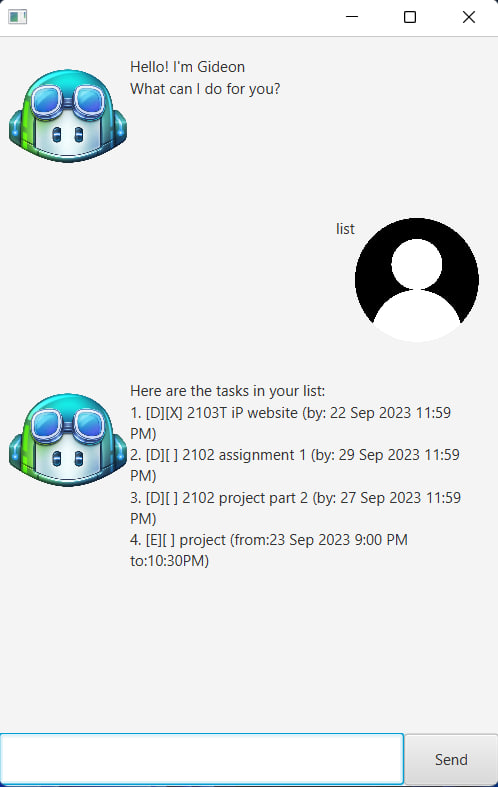 Hello! I'm Gideon
What can I do for you?
list
Here are the tasks in your list:
1. [D][X] 2103T iP website (by: 22 Sep 2023 11:59
PM)
2. [D][ ] 2102 assignment 1 (by: 29 Sep 2023 11:59
PM)
3. [D][ ] 2102 project part 2 (by: 27 Sep 2023 11:59
PM)
4. [E][ ] project (from:23 Sep 2023 9:00 PM
to:10:30PM)
Send